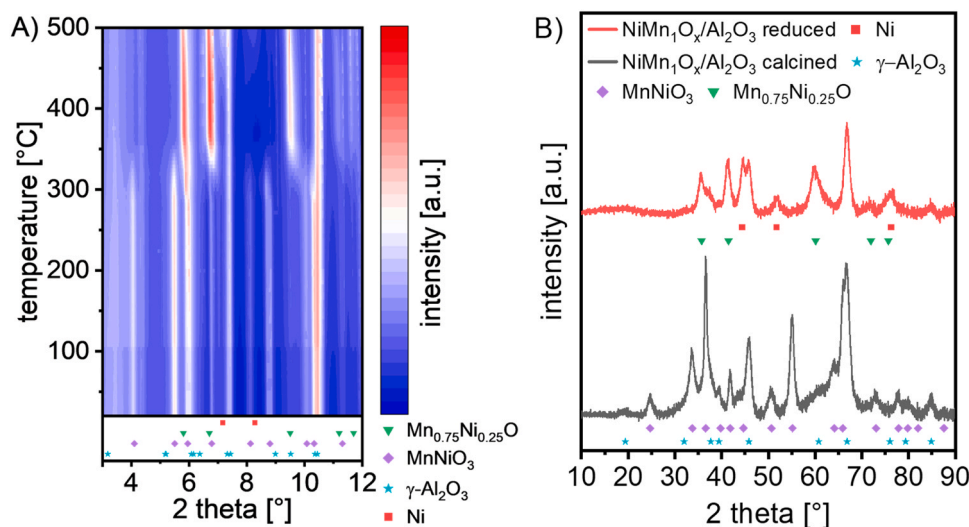 A)
500
400
300
200
100
temperature [°C]
3
4
6
8
10
12
2 theta [°]
intensity [a.u.]
Mn0.75Ni0.25O
MnNiO3
γ-Al2O3
Ni
B)
NiMn1Ox/Al2O3 reduced
Ni
NiMn1Ox/Al2O3 calcined
γ–Al2O3
MnNiO3
Mn0.75Ni0.25O
intensity [a.u.]
10 20 30 40 50 60 70 80 90
2 theta [°]